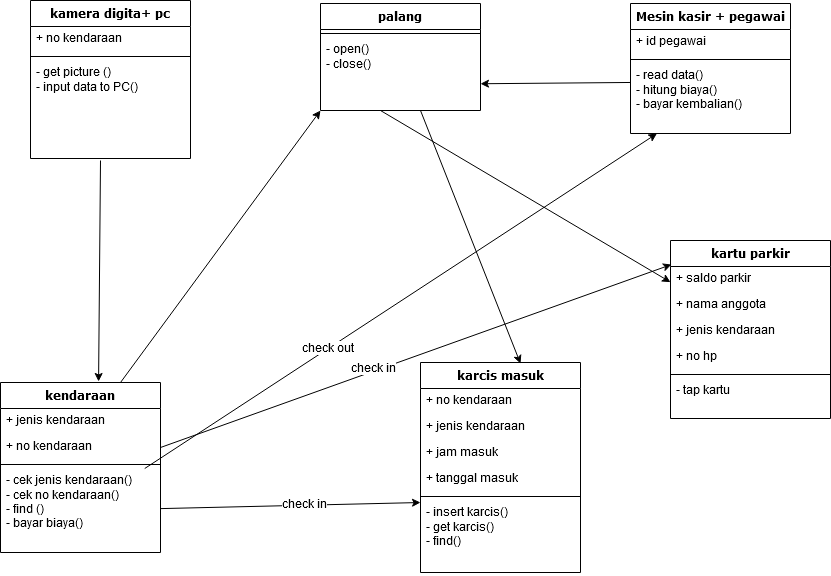 kamera digita+ pc
+ no kendaraan
- get picture ()
- input data to PC()
palang
- open()
- close()
Mesin kasir + pegawai
+ id pegawai
- read data()
- hitung biaya()
- bayar kembalian()
kartu parkir
+ saldo parkir
+ nama anggota
+ jenis kendaraan
+ no hp
- tap kartu
check out
check in
kendaraan
+ jenis kendaraan
+ no kendaraan
- cek jenis kendaraan()
- cek no kendaraan()
- find ()
- bayar biaya()
check in
karcis masuk
+ no kendaraan
+ jenis kendaraan
+ jam masuk
+ tanggal masuk
- insert karcis()
- get karcis()
- find()